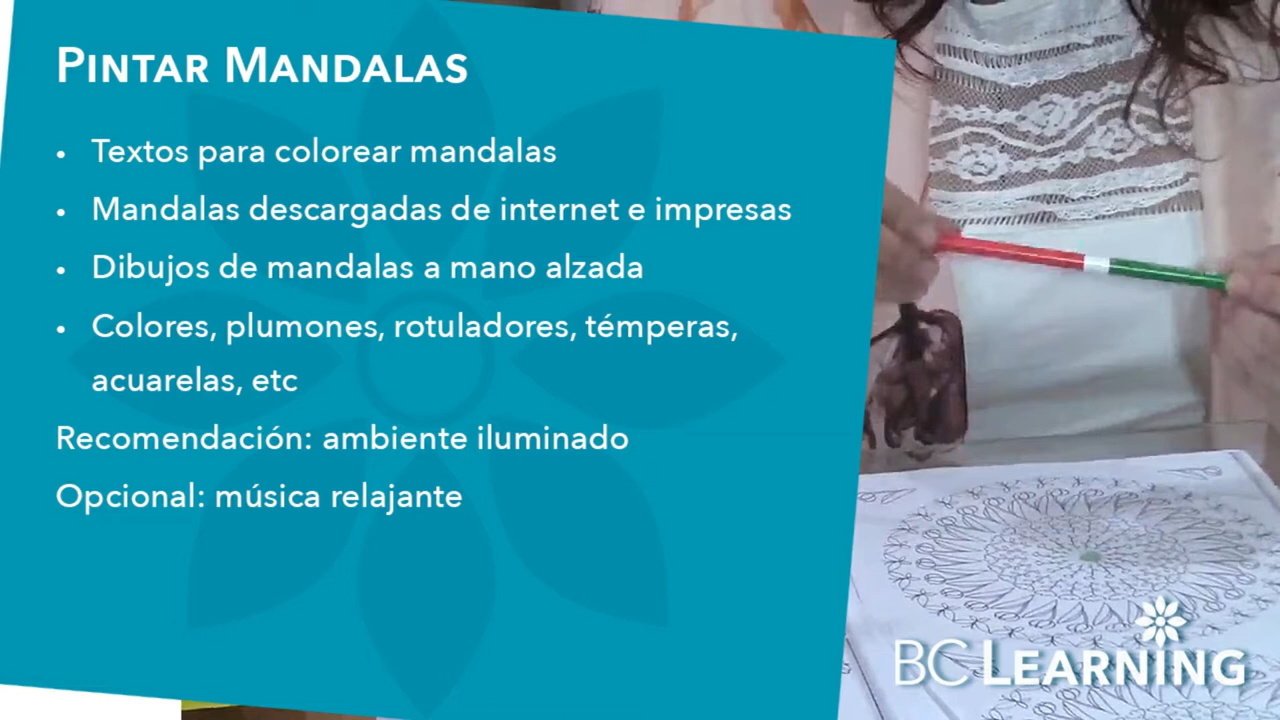 Pintar Mandalas
• Textos para colorear mandalas
• Mandalas descargadas de internet e impresas
• Dibujos de mandalas a mano alzada
• Colores, plumones, rotuladores, témperas,
acuarelas, etc
Recomendación: ambiente iluminado
Opcional: música relajante
BC Learning